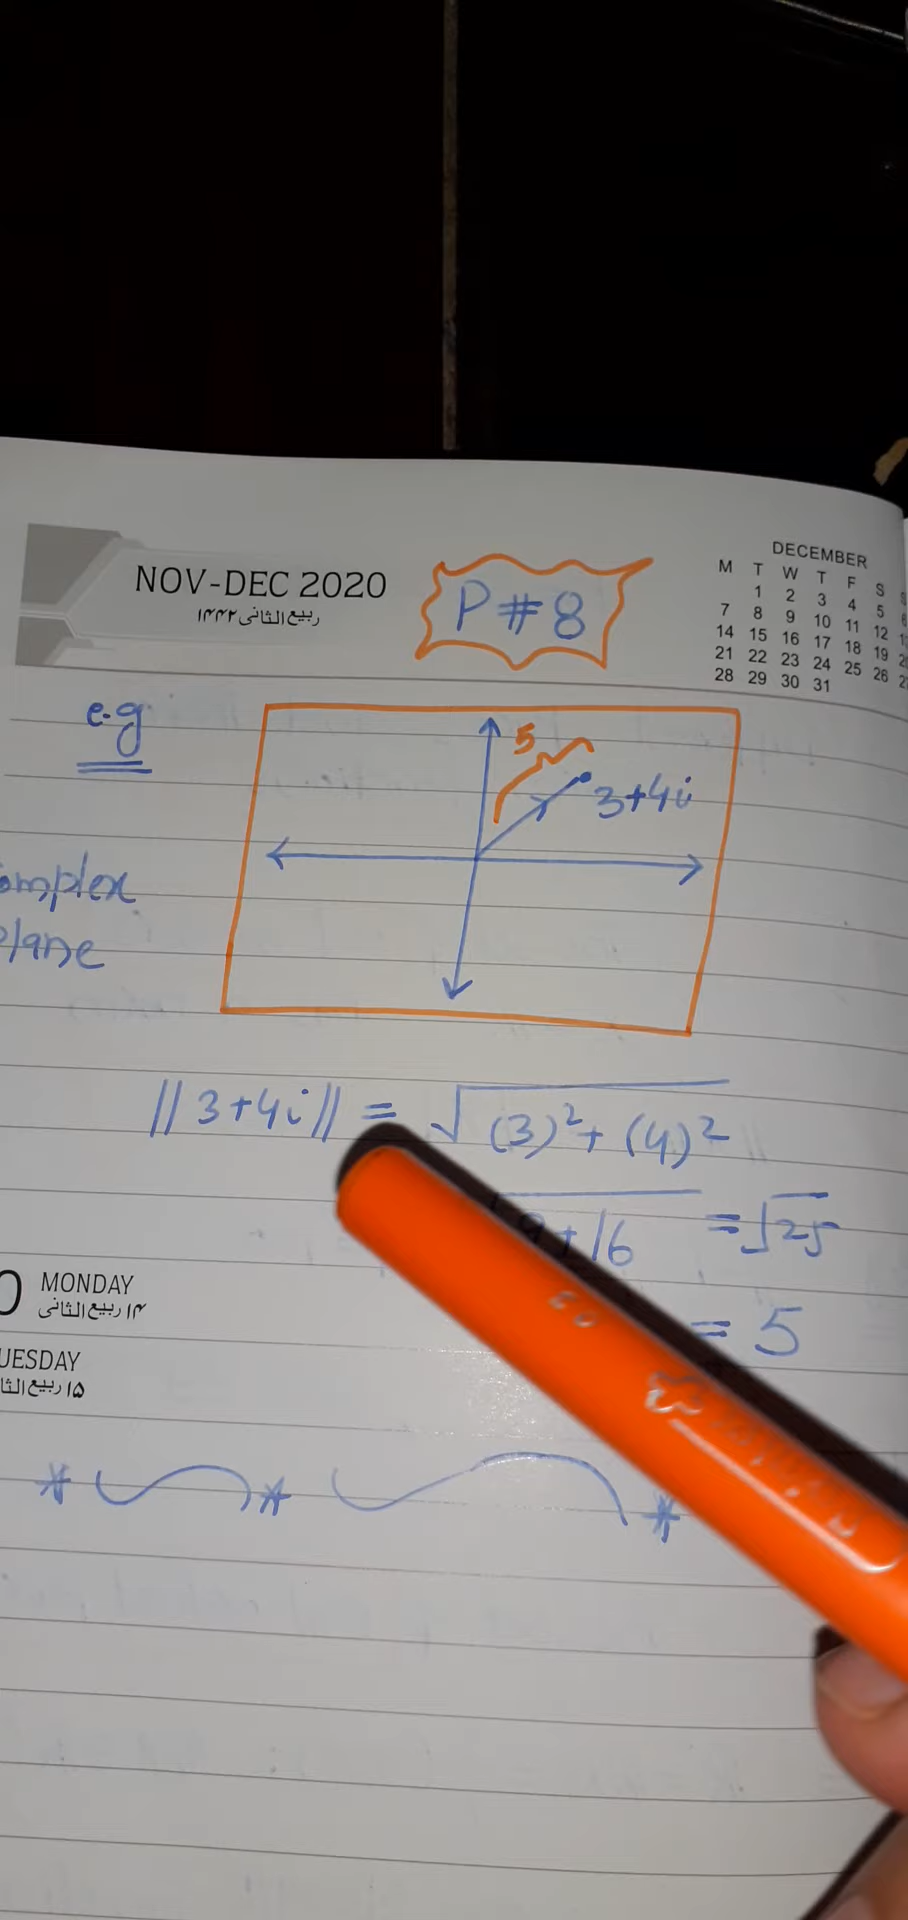 NOV-DEC 2020
ربیع الثانی ۱۴۴۲
P # 8
DECEMBER
M T W T F S
1 2 3 4 5
7 8 9 10 11 12
14 15 16 17 18 19
21 22 23 24 25 26
28 29 30 31
e.g
5
3+4i
omplex
plane
|| 3+4i || = √(3)² + (4)²
9+16 = √25
= 5
MONDAY
۱۴ ربیع الثانی
UESDAY
۱۵ ربیع الثا